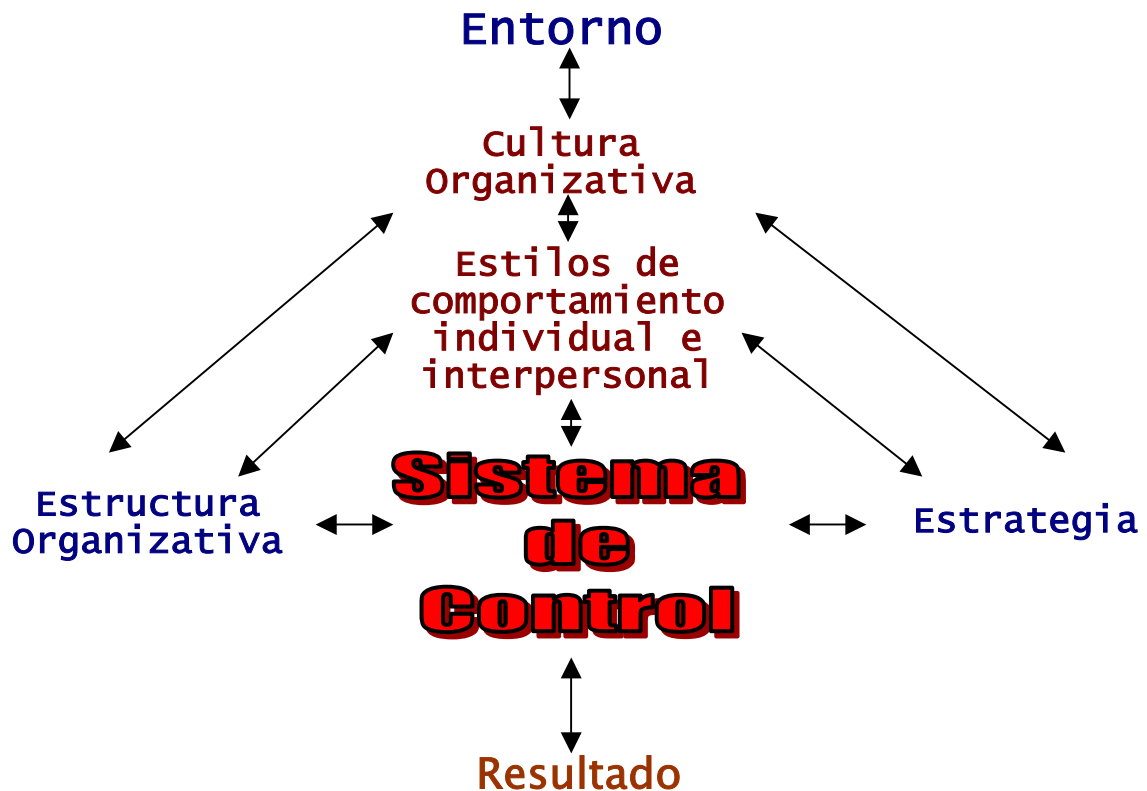 Entorno
Cultura
Organizativa
Estilos de
comportamiento
individual e
interpersonal
Sistema
de
Control
Estructura
Organizativa
Estrategia
Resultado